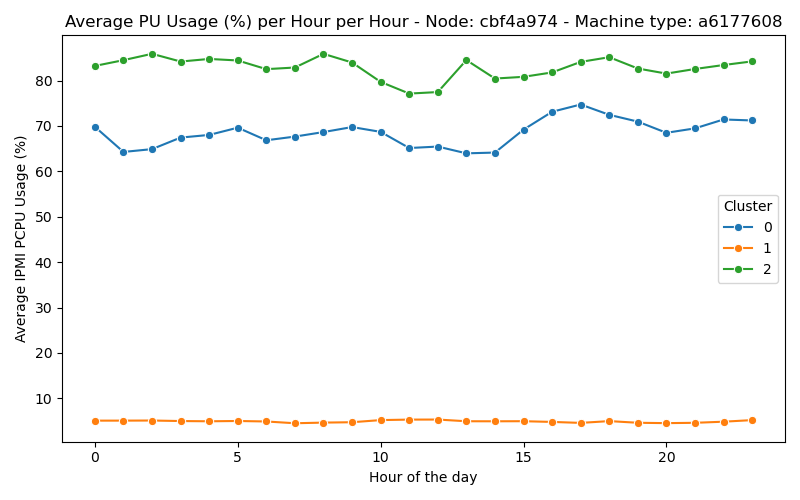 Average PU Usage (%) per Hour per Hour - Node: cbf4a974 - Machine type: a6177608
Average IPMI PCPU Usage (%)
80
70
60
50
40
30
20
10
Cluster
0
1
2
0 5 10 15 20
Hour of the day